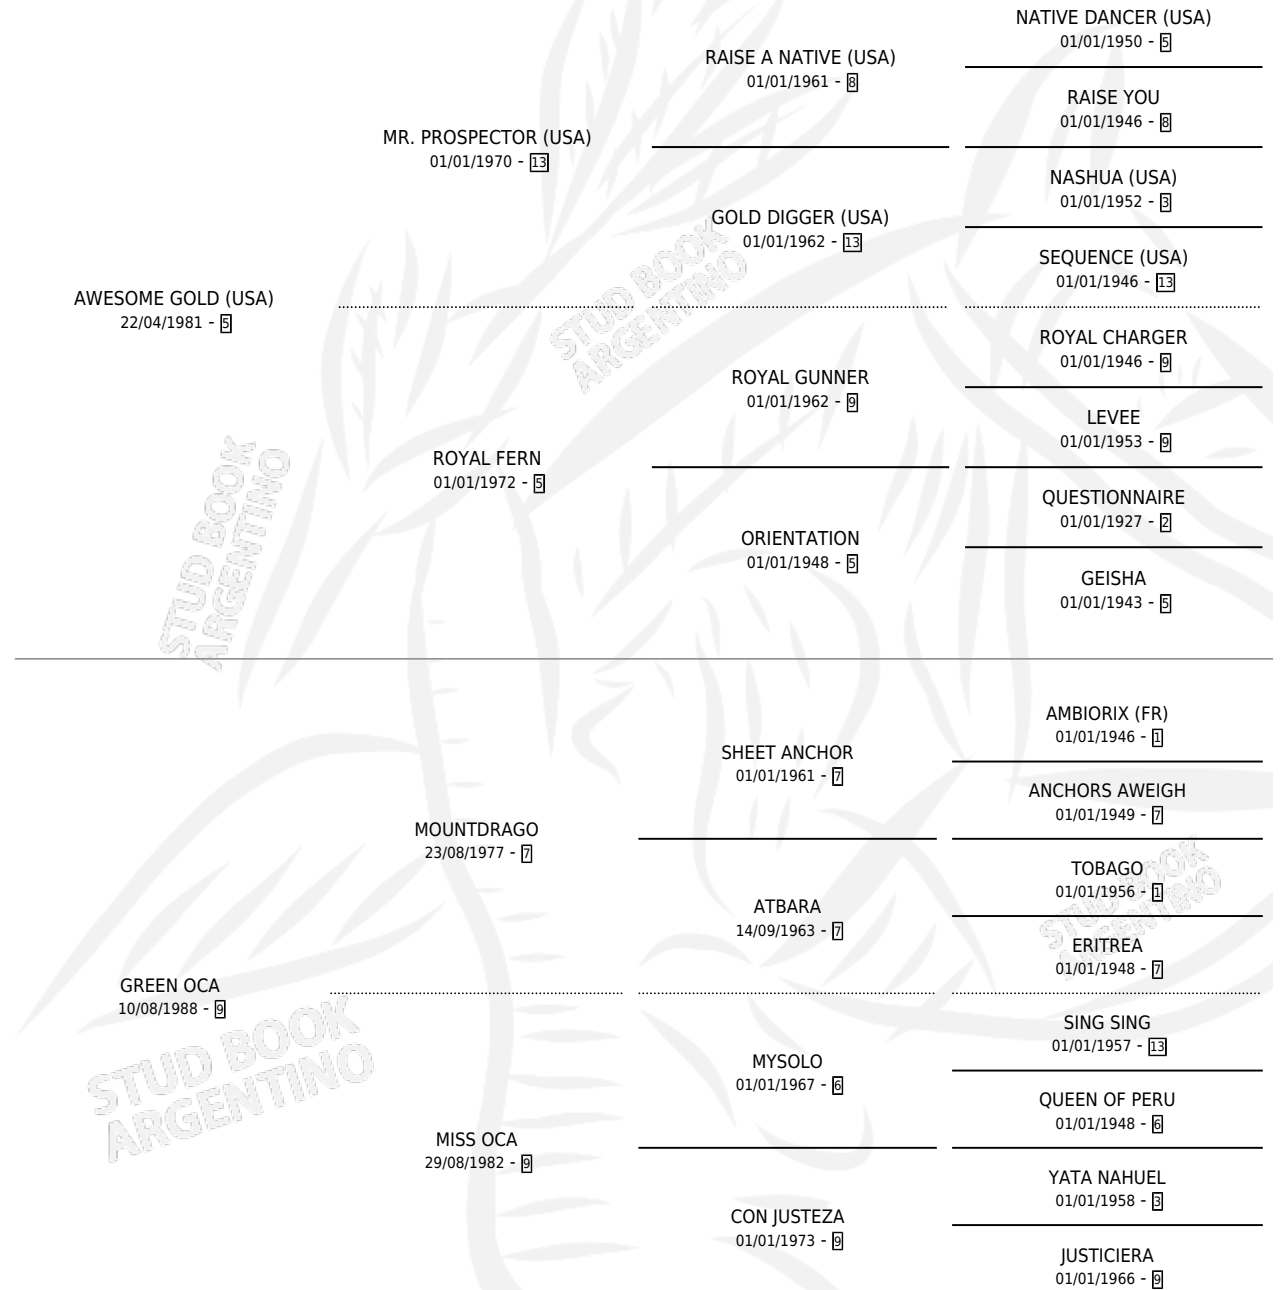 NATIVE DANCER (USA)
01/01/1950 - 5
RAISE A NATIVE (USA)
01/01/1961 - 8
RAISE YOU
01/01/1946 - 8
MR. PROSPECTOR (USA)
01/01/1970 - 13
NASHUA (USA)
01/01/1952 - 3
GOLD DIGGER (USA)
01/01/1962 - 13
SEQUENCE (USA)
01/01/1946 - 13
AWESOME GOLD (USA)
22/04/1981 - 5
STUD BOOK
ARGENTINO
ROYAL CHARGER
01/01/1946 - 9
ROYAL GUNNER
01/01/1962 - 9
LEVEE
01/01/1953 - 9
ROYAL FERN
01/01/1972 - 5
QUESTIONNAIRE
01/01/1927 - 2
ORIENTATION
01/01/1948 - 5
GEISHA
01/01/1943 - 5
STUD BOOK
ARGENTINO
AMBIORIX (FR)
01/01/1946 - 1
SHEET ANCHOR
01/01/1961 - 7
ANCHORS AWEIGH
01/01/1949 - 7
MOUNTDRAGO
23/08/1977 - 7
TOBAGO
01/01/1956 - 1
ATBARA
14/09/1963 - 7
ERITREA
01/01/1948 - 7
STUD BOOK
ARGENTINO
GREEN OCA
10/08/1988 - 9
SING SING
01/01/1957 - 13
MYSOLO
01/01/1967 - 6
QUEEN OF PERU
01/01/1948 - 6
STUD BOOK
ARGENTINO
MISS OCA
29/08/1982 - 9
YATA NAHUEL
01/01/1958 - 3
CON JUSTEZA
01/01/1973 - 9
JUSTICIERA
01/01/1966 - 9